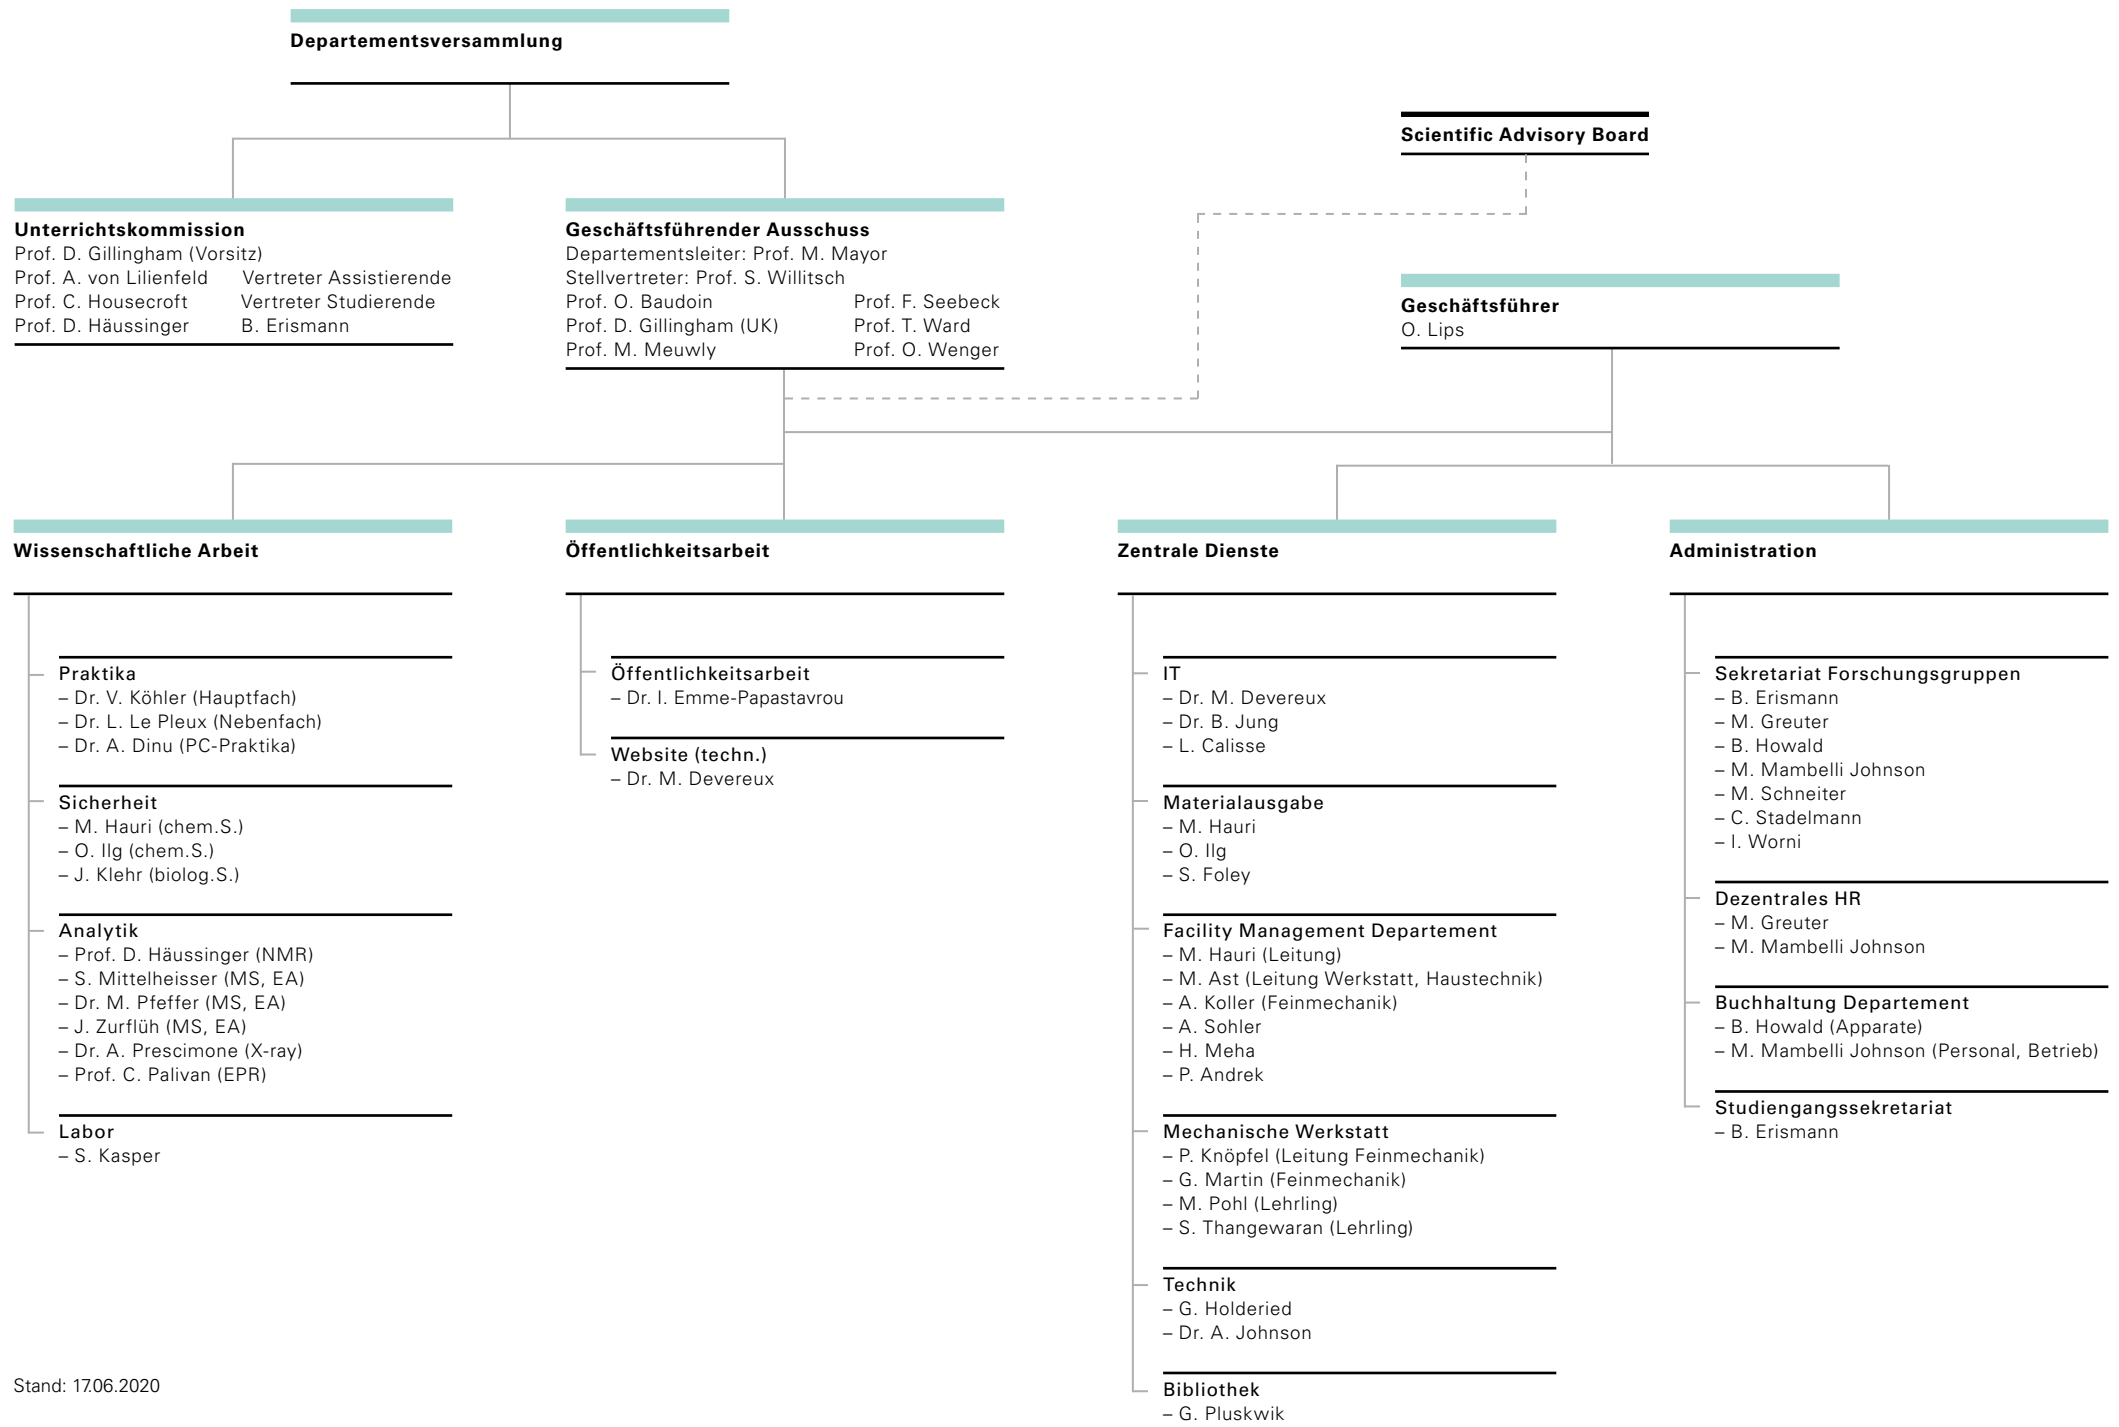 Departementsversammlung
Scientific Advisory Board
Unterrichtskommission
Prof. D. Gillingham (Vorsitz)
Prof. A. von Lilienfeld Vertreter Assistierende
Prof. C. Housecroft Vertreter Studierende
Prof. D. Häussinger B. Erismann
Geschäftsführender Ausschuss
Departementsleiter: Prof. M. Mayor
Stellvertreter: Prof. S. Willitsch
Prof. O. Baudoin Prof. F. Seebeck
Prof. D. Gillingham (UK) Prof. T. Ward
Prof. M. Meuwly Prof. O. Wenger
Geschäftsführer
O. Lips
Wissenschaftliche Arbeit
Praktika
– Dr. V. Köhler (Hauptfach)
– Dr. L. Le Pleux (Nebenfach)
– Dr. A. Dinu (PC-Praktika)
Sicherheit
– M. Hauri (chem.S.)
– O. Ilg (chem.S.)
– J. Klehr (biolog.S.)
Analytik
– Prof. D. Häussinger (NMR)
– S. Mittelheisser (MS, EA)
– Dr. M. Pfeffer (MS, EA)
– J. Zurflüh (MS, EA)
– Dr. A. Prescimone (X-ray)
– Prof. C. Palivan (EPR)
Labor
– S. Kasper
Öffentlichkeitsarbeit
Öffentlichkeitsarbeit
– Dr. I. Emme-Papastavrou
Website (techn.)
– Dr. M. Devereux
Zentrale Dienste
IT
– Dr. M. Devereux
– Dr. B. Jung
– L. Calisse
Materialausgabe
– M. Hauri
– O. Ilg
– S. Foley
Facility Management Departement
– M. Hauri (Leitung)
– M. Ast (Leitung Werkstatt, Haustechnik)
– A. Koller (Feinmechanik)
– A. Sohler
– H. Meha
– P. Andrek
Mechanische Werkstatt
– P. Knöpfel (Leitung Feinmechanik)
– G. Martin (Feinmechanik)
– M. Pohl (Lehrling)
– S. Thangewaran (Lehrling)
Technik
– G. Holderied
– Dr. A. Johnson
Bibliothek
– G. Pluskwik
Administration
Sekretariat Forschungsgruppen
– B. Erismann
– M. Greuter
– B. Howald
– M. Mambelli Johnson
– M. Schneiter
– C. Stadelmann
– I. Worni
Dezentrales HR
– M. Greuter
– M. Mambelli Johnson
Buchhaltung Departement
– B. Howald (Apparate)
– M. Mambelli Johnson (Personal, Betrieb)
Studiengangssekretariat
– B. Erismann
Stand: 17.06.2020